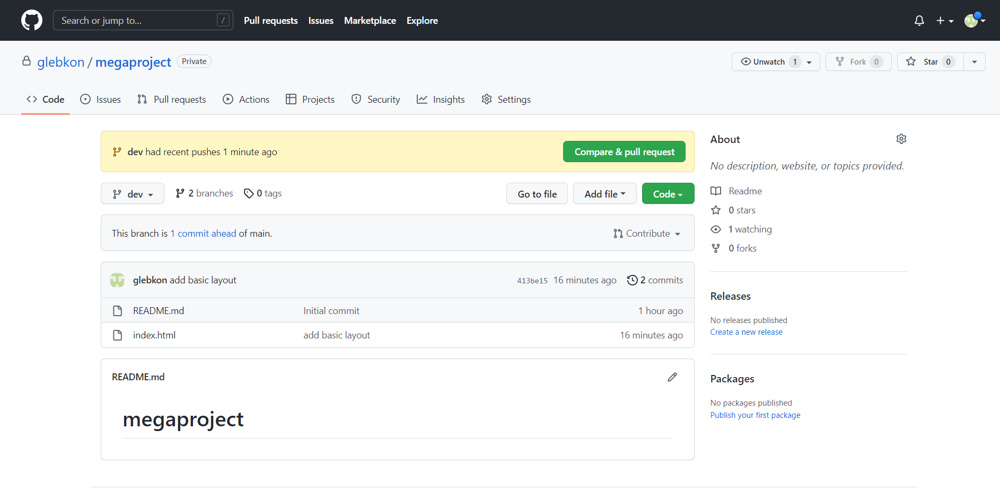 Search or jump to... /
Pull requests Issues Marketplace Explore
glebkon / megaproject Private
Unwatch 1 Fork 0 Star 0
Code Issues Pull requests Actions Projects Security Insights Settings
dev had recent pushes 1 minute ago
Compare & pull request
dev 2 branches 0 tags
Go to file Add file Code
This branch is 1 commit ahead of main.
Contribute
glebkon add basic layout 413be15 16 minutes ago 2 commits
README.md Initial commit 1 hour ago
index.html add basic layout 16 minutes ago
README.md
megaproject
About
No description, website, or topics provided.
Readme
0 stars
1 watching
0 forks
Releases
No releases published
Create a new release
Packages
No packages published
Publish your first package